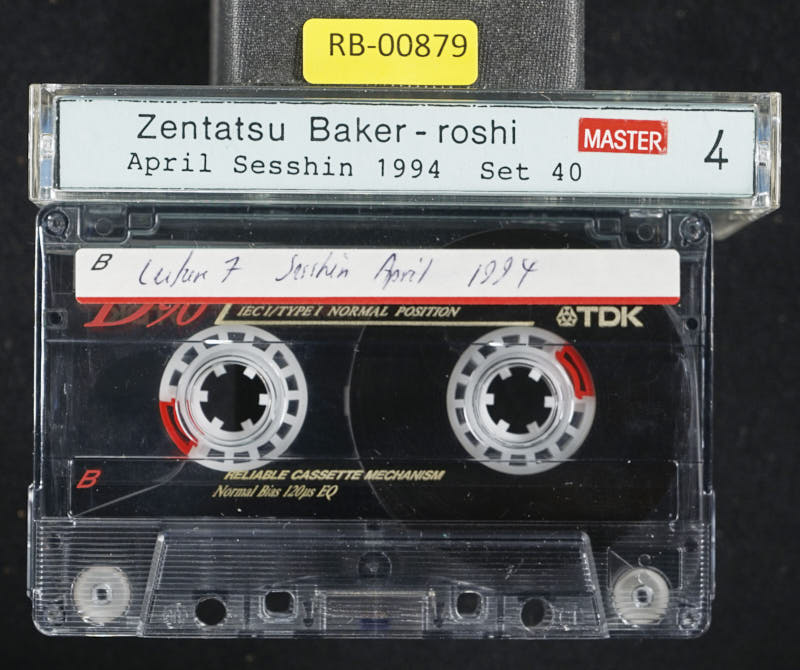 RB-00879
Zentatsu Baker-roshi MASTER 4
April Sesshin 1994 Set 40
B Lecture 7 Sesshin April 1994
D90 IEC I/TYPE I NORMAL POSITION TDK
B RELIABLE CASSETTE MECHANISM
Normal Bias 120µs EQ